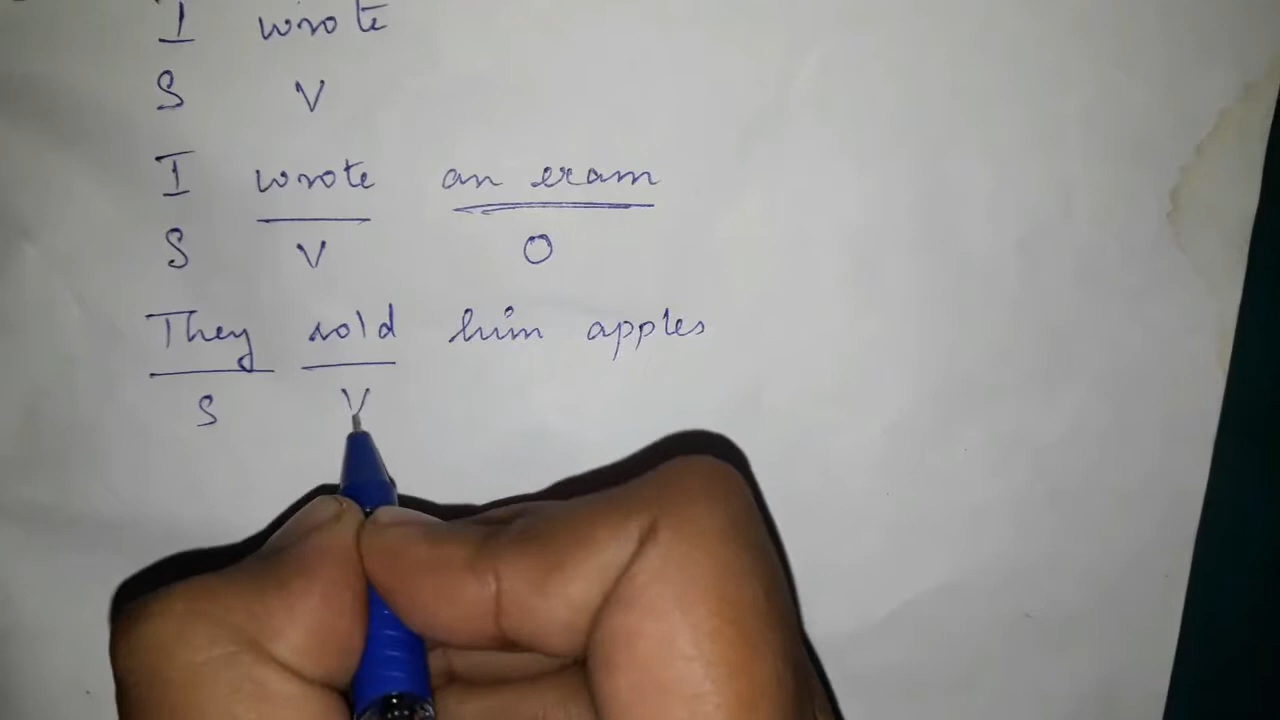 I wrote
S V
I wrote an exam
S V O
They sold him apples
S V